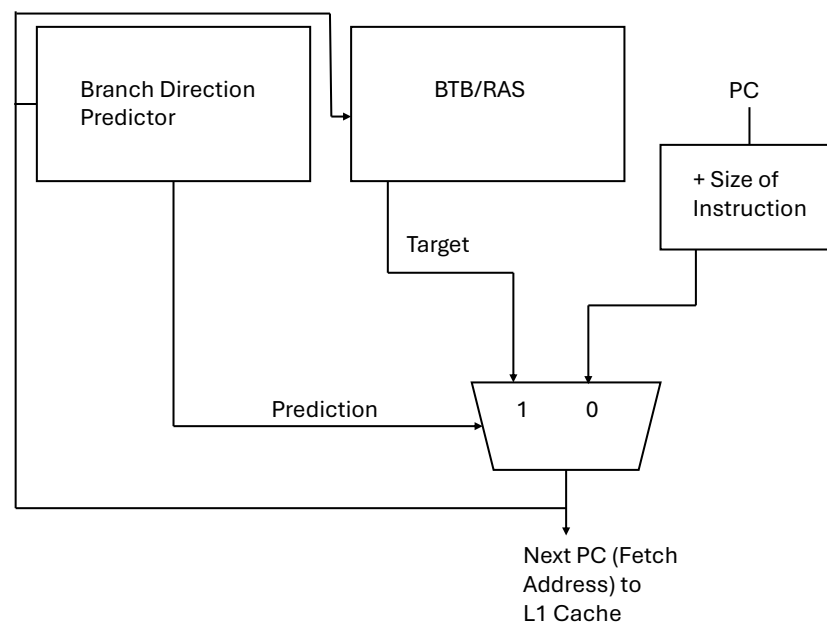 Branch Direction
Predictor
BTB/RAS
PC
+ Size of
Instruction
Target
1
0
Prediction
Next PC (Fetch
Address) to
L1 Cache